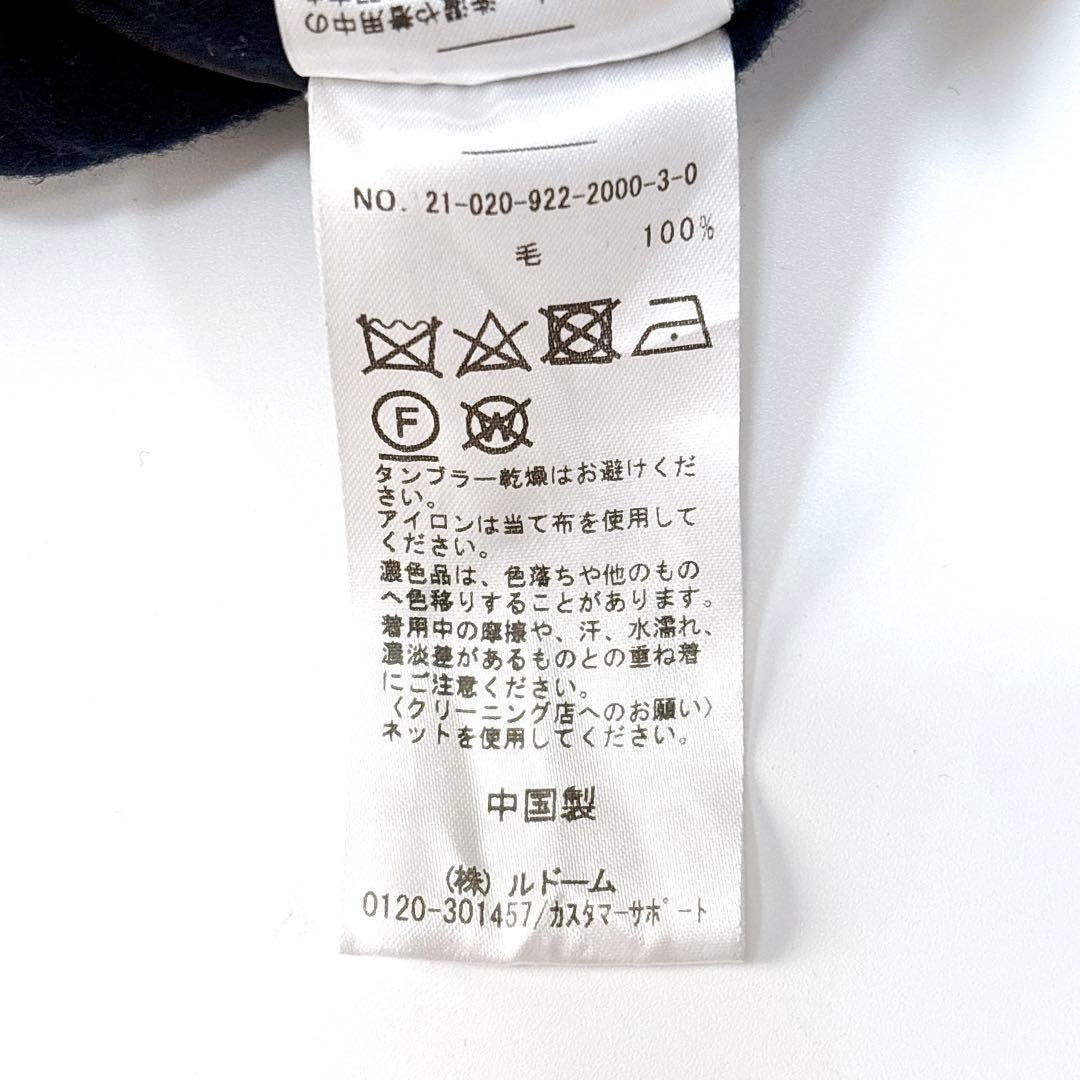 NO. 21-020-922-2000-3-0
毛 100%
F
W
タンブラー乾燥はお避けくだ
さい。
アイロンは当て布を使用して
ください。
濃色品は、色落ちや他のもの
へ色移りすることがあります。
着用中の摩擦や、汗、水濡れ、
濃淡差があるものとの重ね着
にご注意ください。
〈クリーニング店へのお願い〉
ネットを使用してください。
中国製
(株)ルドーム
0120-301457/カスタマーサポート